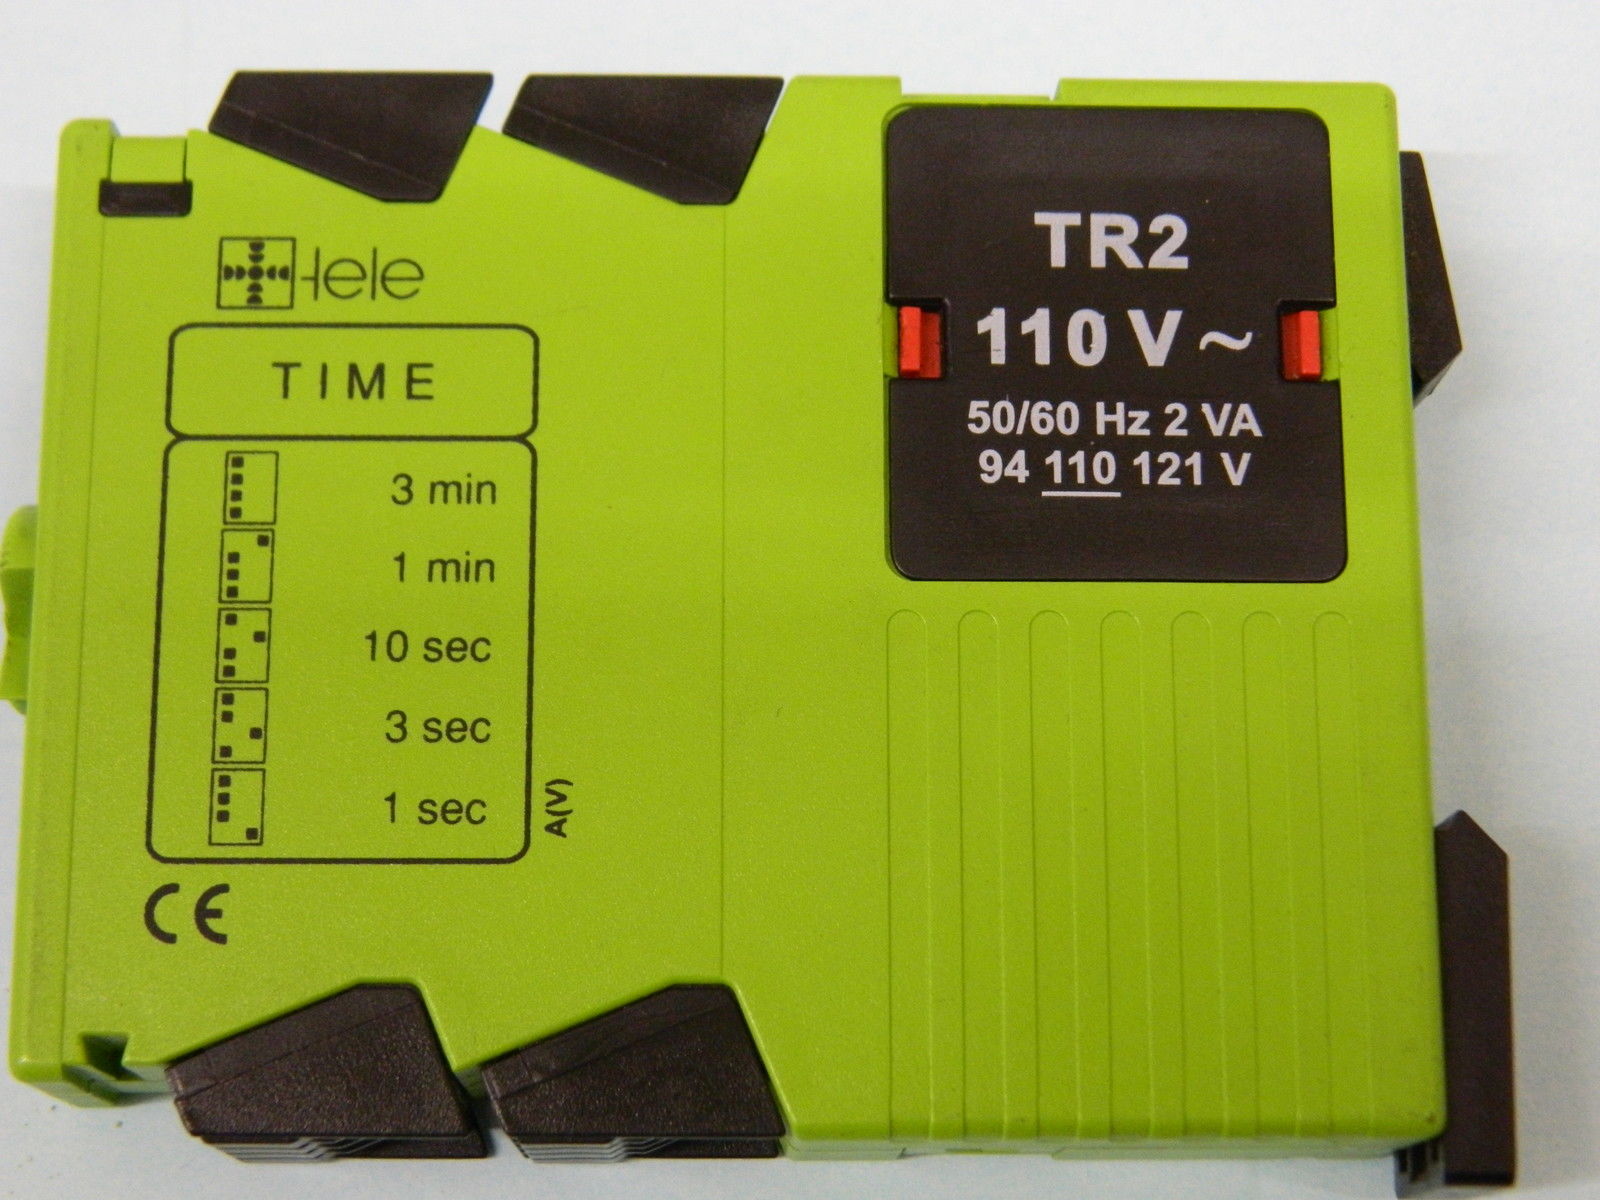 tele
TIME
3 min
1 min
10 sec
3 sec
1 sec
A(V)
CE
TR2
110 V ~
50/60 Hz 2 VA
94 110 121 V